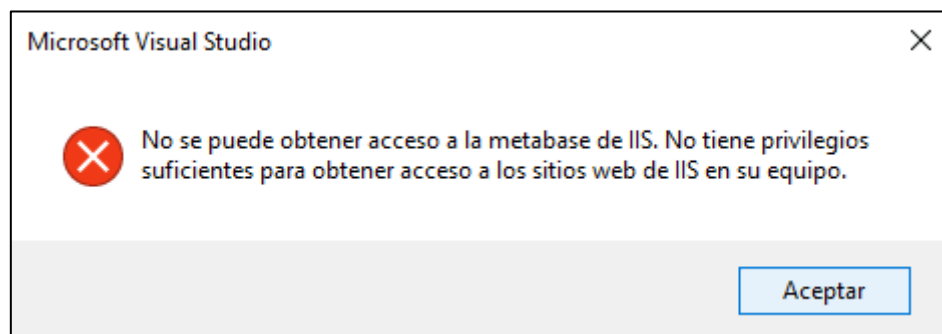 Microsoft Visual Studio
No se puede obtener acceso a la metabase de IIS. No tiene privilegios
suficientes para obtener acceso a los sitios web de IIS en su equipo.
Aceptar